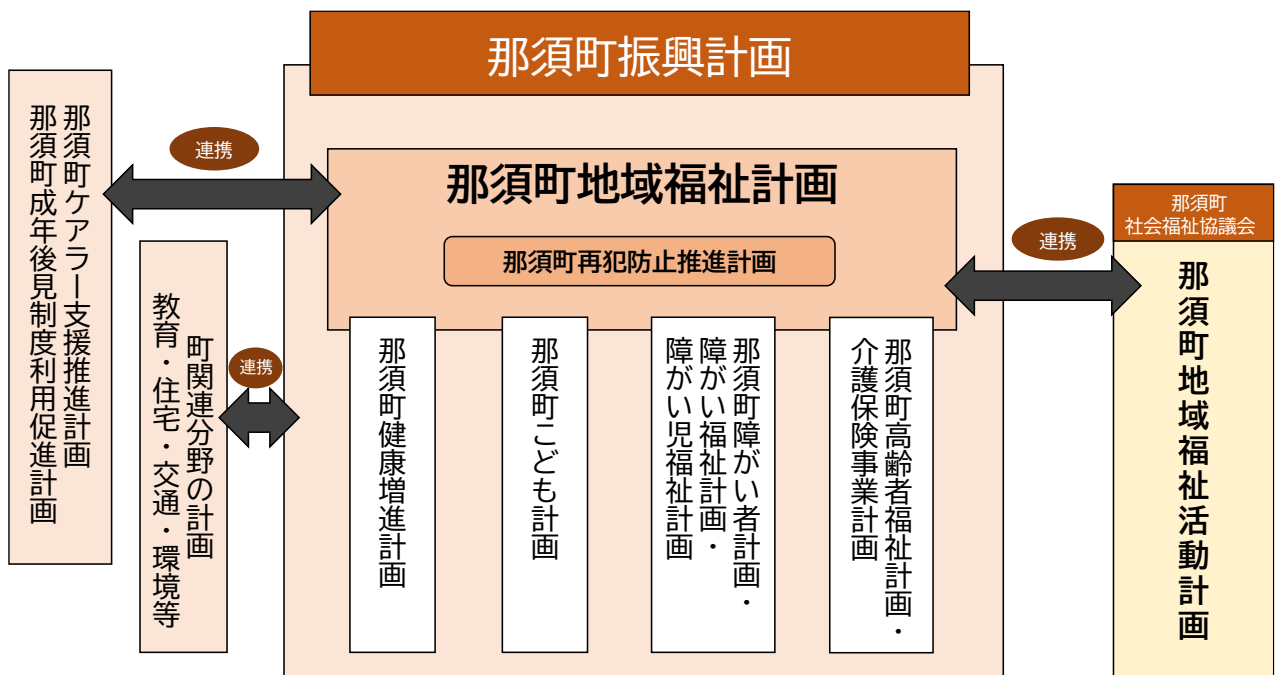 那須町振興計画
那須町ケアラー支援推進計画
那須町成年後見制度利用促進計画
連携
那須町地域福祉計画
那須町再犯防止推進計画
連携
那須町
社会福祉協議会
那須町地域福祉活動計画
町関連分野の計画
教育・住宅・交通・環境等
連携
那須町健康増進計画
那須町こども計画
那須町障がい者計画・
障がい福祉計画・
障がい児福祉計画
那須町高齢者福祉計画・
介護保険事業計画